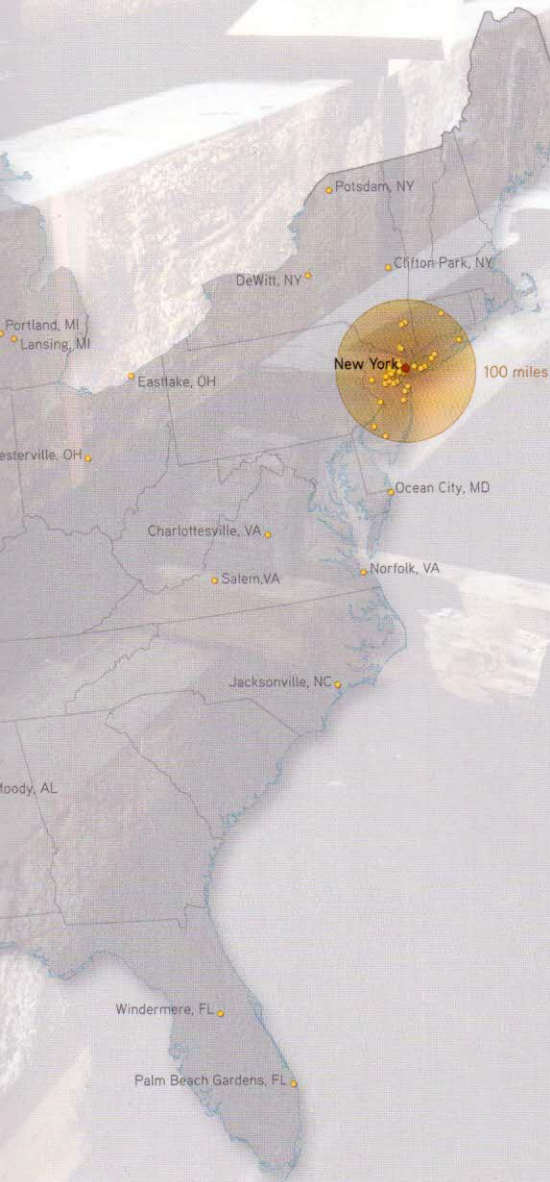 Potsdam, NY
Clifton Park, NY
DeWitt, NY
Portland, MI
Lansing, MI
New York
100 miles
Eastlake, OH
esterville, OH
Ocean City, MD
Charlottesville, VA
Norfolk, VA
Salem,VA
Jacksonville, NC
oody, AL
Windermere, FL
Palm Beach Gardens, FL